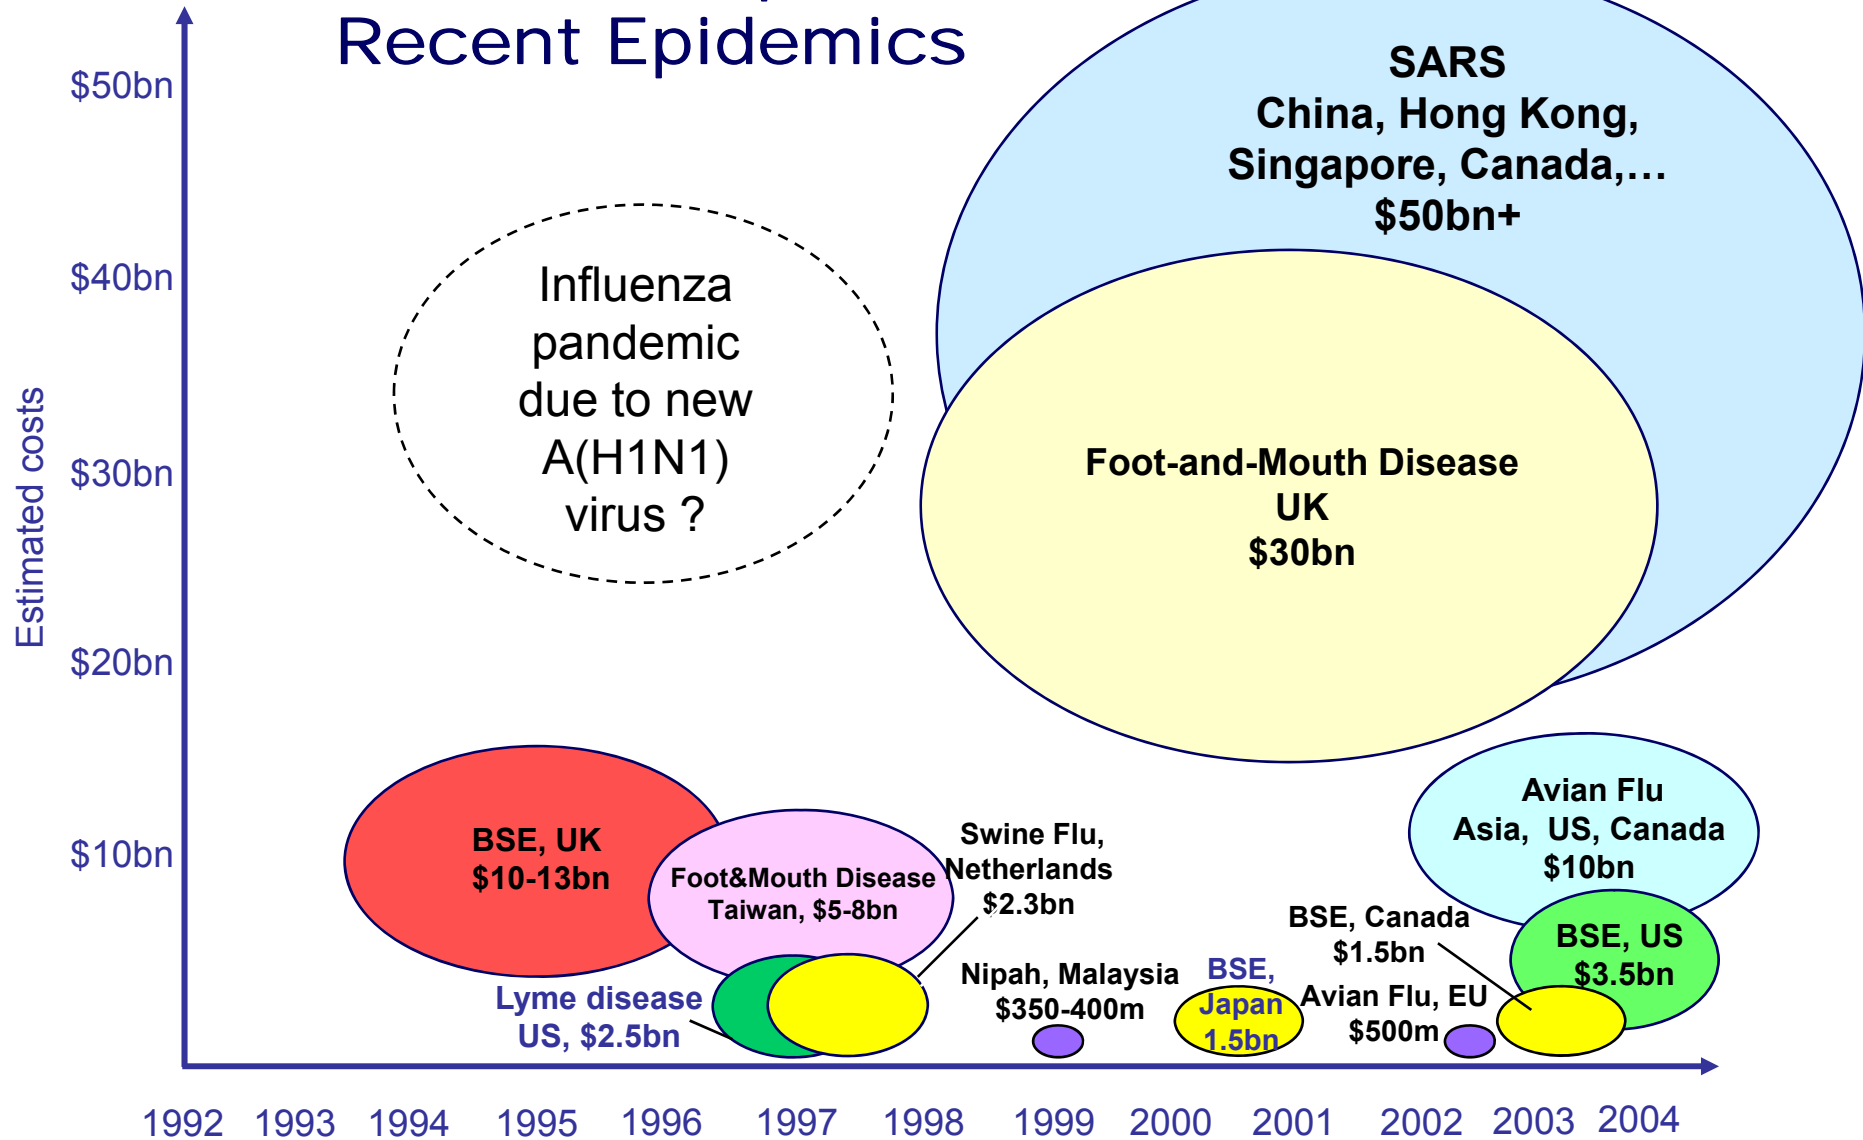 Recent Epidemics
$50bn
$40bn
$30bn
$20bn
$10bn
Estimated costs
SARS
China, Hong Kong,
Singapore, Canada,...
$50bn+
Influenza
pandemic
due to new
A(H1N1)
virus ?
Foot-and-Mouth Disease
UK
$30bn
BSE, UK
$10-13bn
Foot&Mouth Disease
Taiwan, $5-8bn
Swine Flu,
Netherlands
$2.3bn
Lyme disease
US, $2.5bn
Nipah, Malaysia
$350-400m
BSE,
Japan
1.5bn
Avian Flu, EU
$500m
BSE, Canada
$1.5bn
Avian Flu
Asia, US, Canada
$10bn
BSE, US
$3.5bn
1992 1993 1994 1995 1996 1997 1998 1999 2000 2001 2002 2003 2004